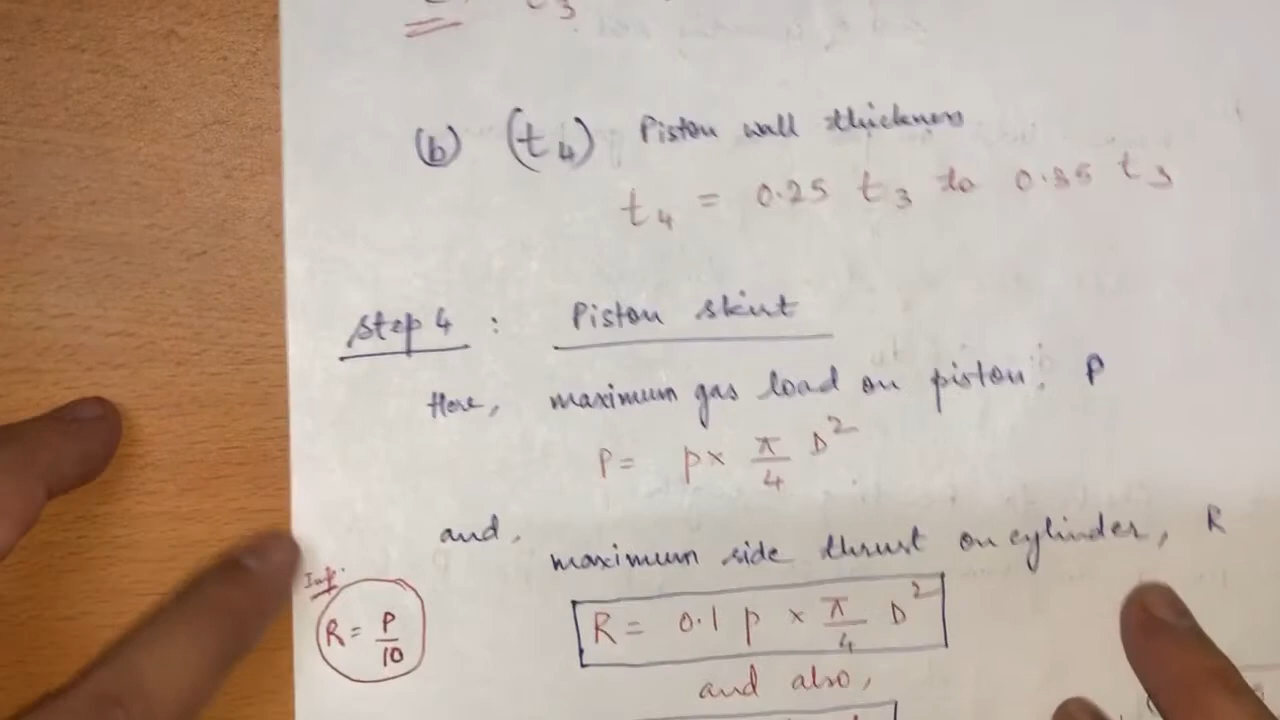 t3
(b) (t4) Piston wall thickness
t4 = 0.25 t3 to 0.35 t3
Step 4 : Piston skirt
Here, maximum gas load on piston, P
P = p × π/4 D²
and, maximum side thrust on cylinder, R
Imp.
R = P/10
R = 0.1 p × π/4 D²
and also,